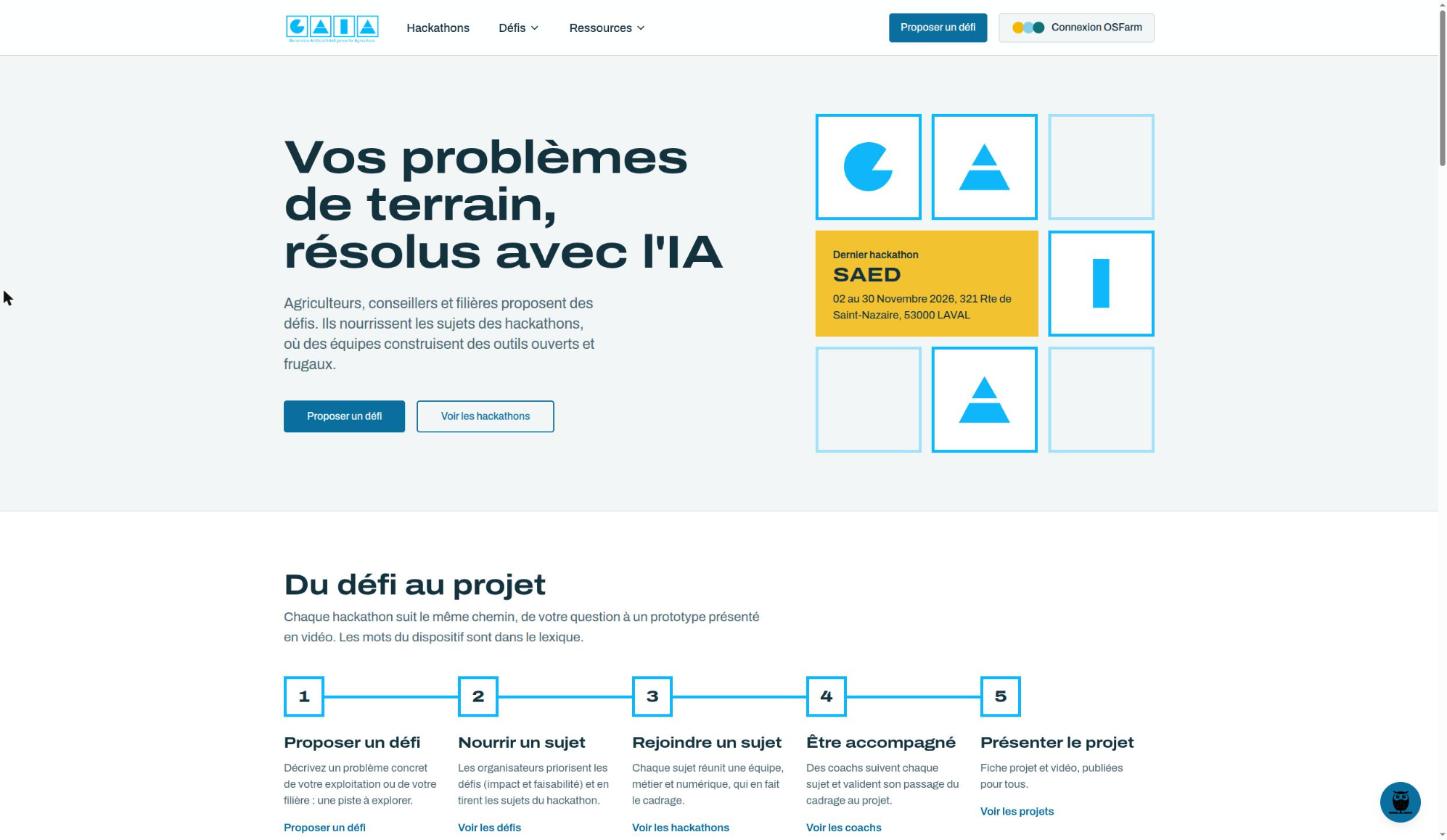 GAIA
Hackathons
Défis
Ressources
Proposer un défi
Connexion OSFarm
Vos problèmes
de terrain,
résolus avec l'IA
Agriculteurs, conseillers et filières proposent des
défis. Ils nourrissent les sujets des hackathons,
où des équipes construisent des outils ouverts et
frugaux.
Proposer un défi
Voir les hackathons
G
A
Dernier hackathon
SAED
02 au 30 Novembre 2026, 321 Rte de
Saint-Nazaire, 53000 LAVAL
I
A
Du défi au projet
Chaque hackathon suit le même chemin, de votre question à un prototype présenté
en vidéo. Les mots du dispositif sont dans le lexique.
1
Proposer un défi
Décrivez un problème concret
de votre exploitation ou de votre
filière : une piste à explorer.
Proposer un défi
2
Nourrir un sujet
Les organisateurs priorisent les
défis (impact et faisabilité) et en
tirent les sujets du hackathon.
Voir les défis
3
Rejoindre un sujet
Chaque sujet réunit une équipe,
métier et numérique, qui en fait
le cadrage.
Voir les hackathons
4
Être accompagné
Des coachs suivent chaque
sujet et valident son passage du
cadrage au projet.
Voir les coachs
5
Présenter le projet
Fiche projet et vidéo, publiées
pour tous.
Voir les projets